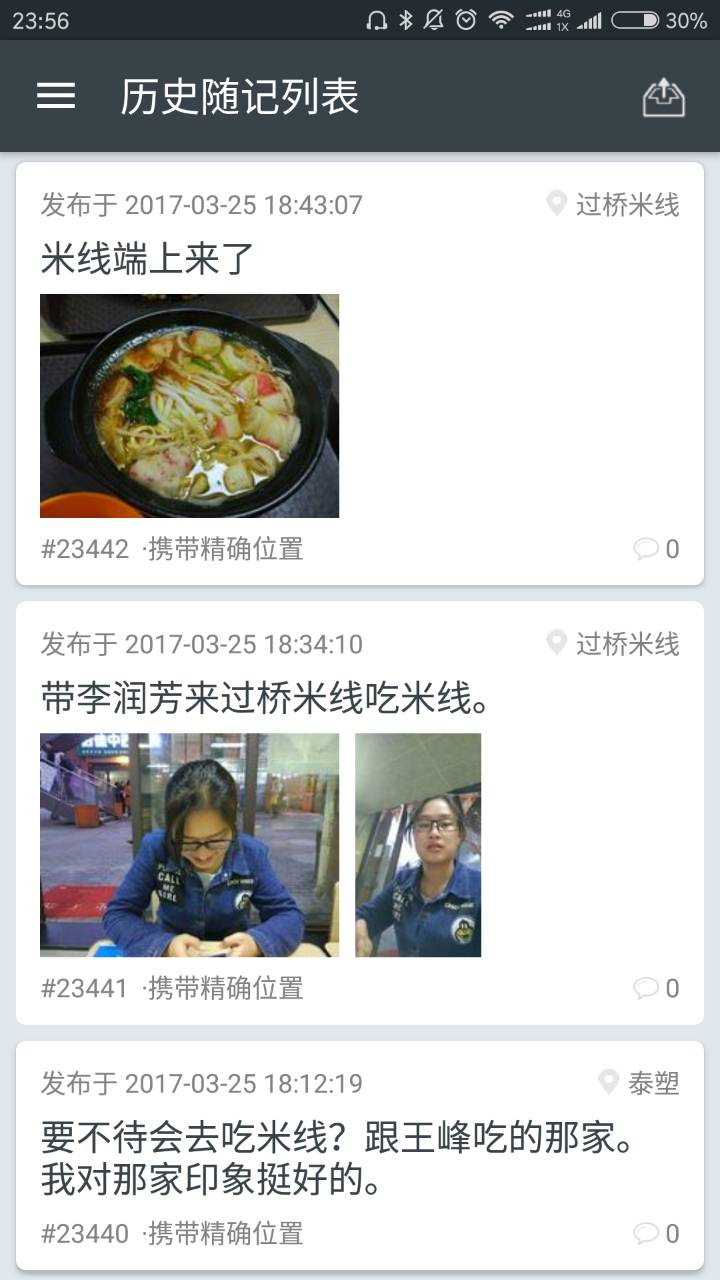 23:56
4G
1X
30%
历史随记列表
发布于 2017-03-25 18:43:07
过桥米线
米线端上来了
#23442 ·携带精确位置
0
发布于 2017-03-25 18:34:10
过桥米线
带李润芳来过桥米线吃米线。
CALL
ME
GIRL
CALL
#23441 ·携带精确位置
0
发布于 2017-03-25 18:12:19
泰塑
要不待会去吃米线？跟王峰吃的那家。
我对那家印象挺好的。
#23440 ·携带精确位置
0